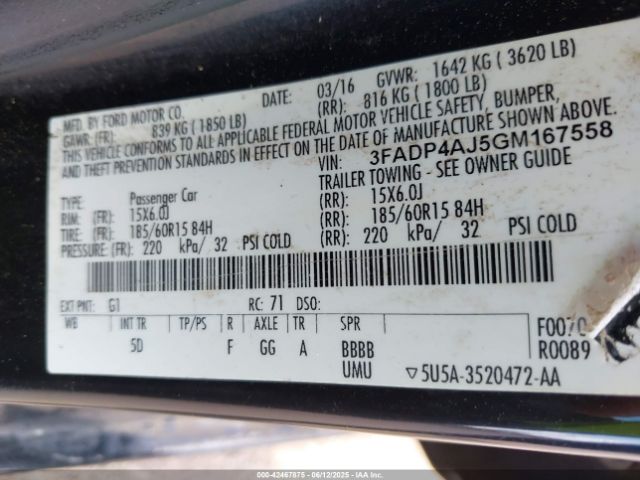 MFD. BY FORD MOTOR CO. DATE: 03/16 GVWR: 1642 KG ( 3620 LB)
GAWR: (FR): 839 KG ( 1850 LB) (RR): 816 KG ( 1800 LB)
THIS VEHICLE CONFORMS TO ALL APPLICABLE FEDERAL MOTOR VEHICLE SAFETY, BUMPER,
AND THEFT PREVENTION STANDARDS IN EFFECT ON THE DATE OF MANUFACTURE SHOWN ABOVE.
VIN: 3FADP4AJ5GM167558
TYPE: Passenger Car TRAILER TOWING - SEE OWNER GUIDE
RIM: (FR): 15X6.0J (RR): 15X6.0J
TIRE: (FR): 185/60R15 84H (RR): 185/60R15 84H
PRESSURE: (FR): 220 kPa/ 32 PSI COLD (RR): 220 kPa/ 32 PSI COLD
EXT PNT: G1 RC: 71 DSO:
WB INT TR TP/PS R AXLE TR SPR
5D F GG A BBBB
UMU
F0070
R0089
▽5U5A-3520472-AA
000-42467875 - 06/12/2025 - IAAI.COM